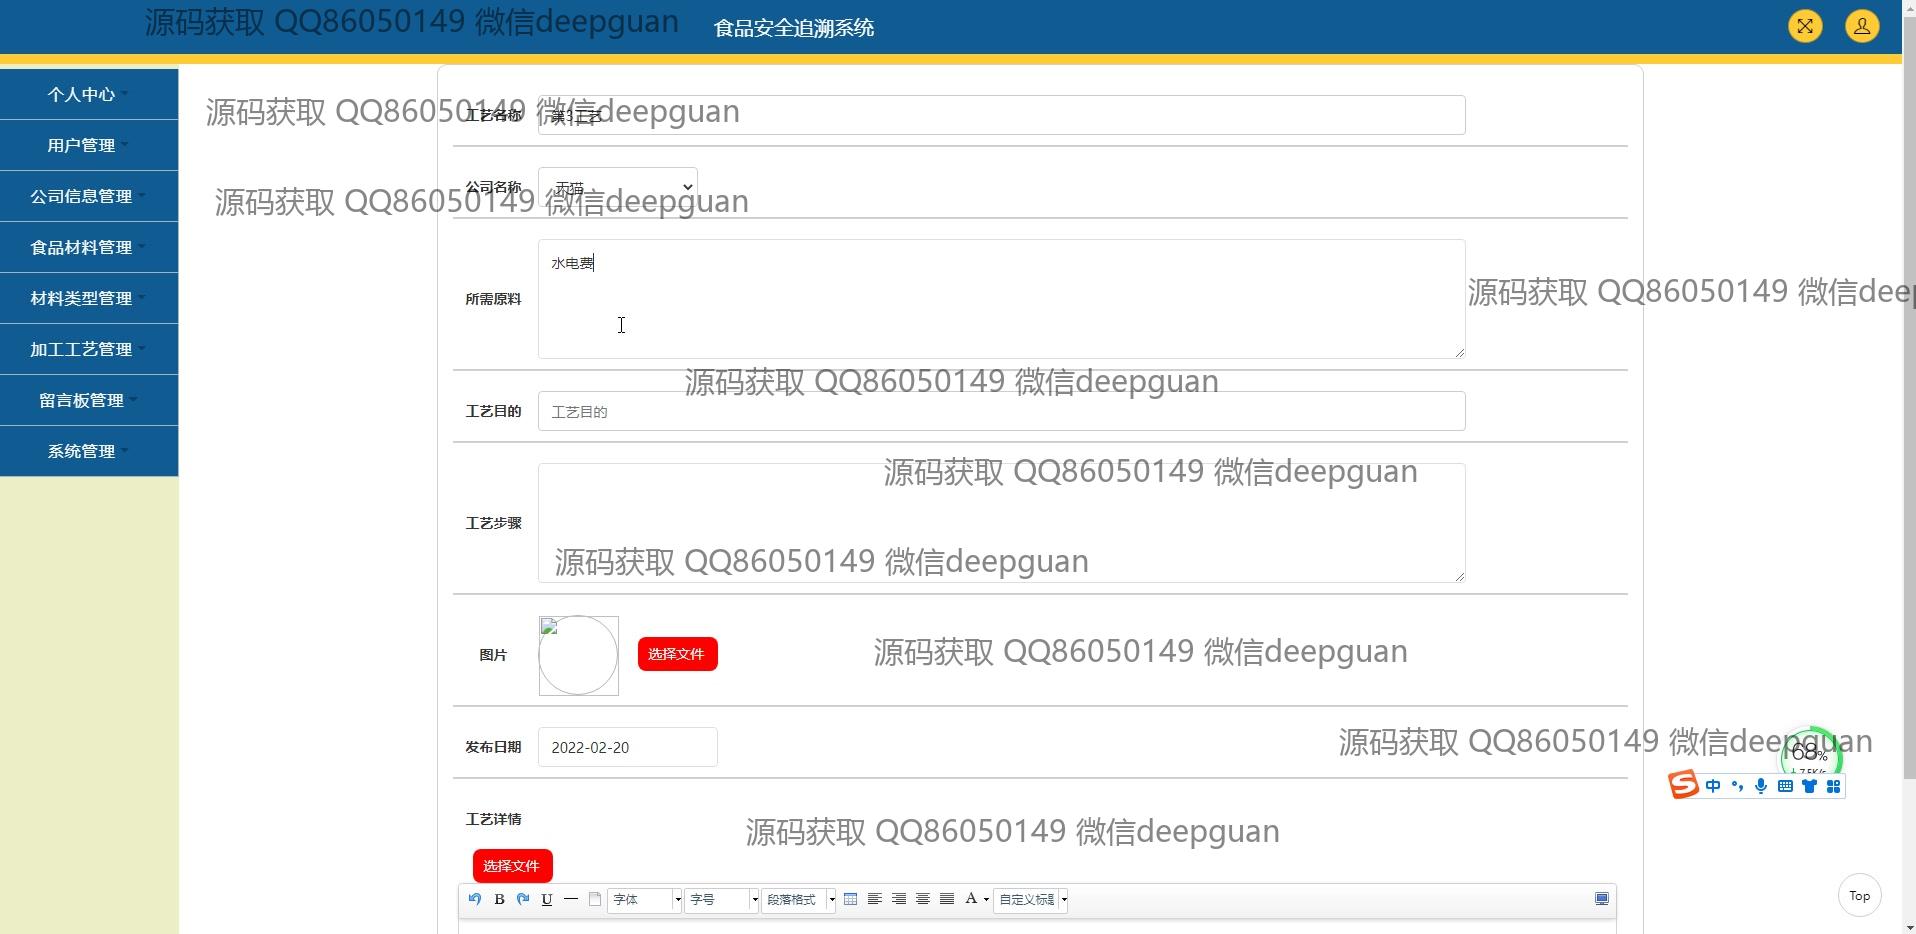 源码获取 QQ86050149 微信deepguan
食品安全追溯系统
个人中心
用户管理
公司信息管理
食品材料管理
材料类型管理
加工工艺管理
留言板管理
系统管理
源码获取 QQ86050149 微信deepguan
工艺名称
第3工艺
源码获取 QQ86050149 微信deepguan
公司名称
天猫
所需原料
水电费
源码获取 QQ86050149 微信deep
源码获取 QQ86050149 微信deepguan
工艺目的
工艺目的
源码获取 QQ86050149 微信deepguan
工艺步骤
源码获取 QQ86050149 微信deepguan
图片
选择文件
源码获取 QQ86050149 微信deepguan
发布日期
2022-02-20
源码获取 QQ86050149 微信deepguan
68%
中
工艺详情
源码获取 QQ86050149 微信deepguan
选择文件
B U 字体 字号 段落格式 A 自定义标题
Top